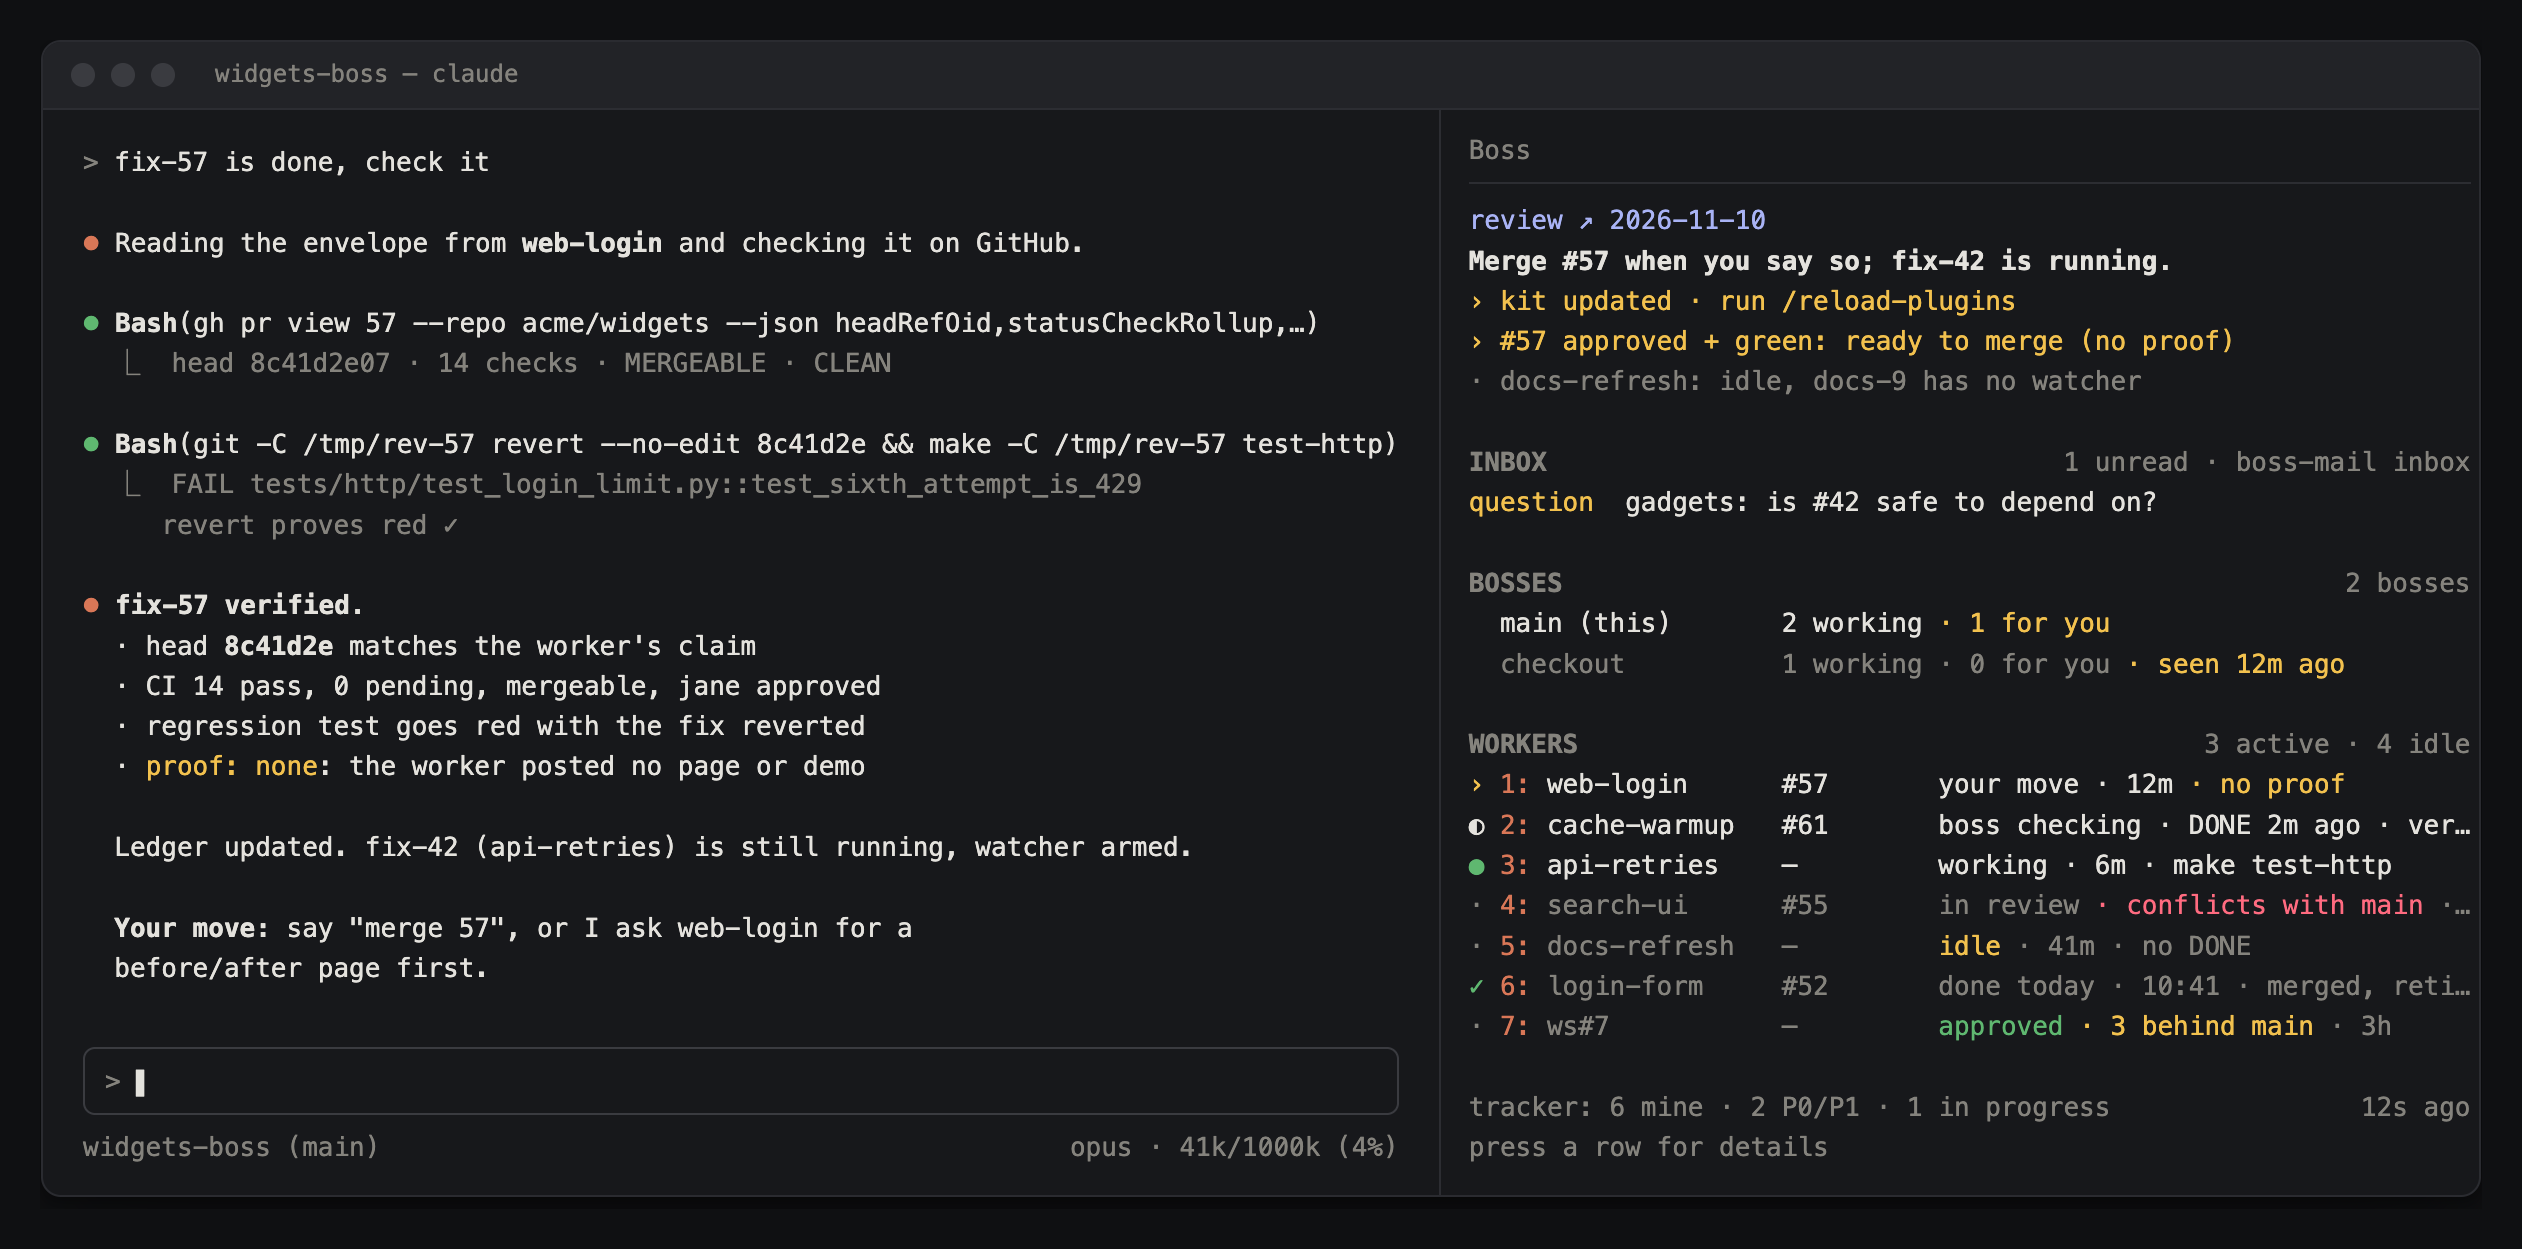 widgets-boss — claude
> fix-57 is done, check it
● Reading the envelope from web-login and checking it on GitHub.
● Bash(gh pr view 57 --repo acme/widgets --json headRefOid,statusCheckRollup,…)
⎿ head 8c41d2e07 · 14 checks · MERGEABLE · CLEAN
● Bash(git -C /tmp/rev-57 revert --no-edit 8c41d2e && make -C /tmp/rev-57 test-http)
⎿ FAIL tests/http/test_login_limit.py::test_sixth_attempt_is_429
revert proves red ✓
● fix-57 verified.
· head 8c41d2e matches the worker's claim
· CI 14 pass, 0 pending, mergeable, jane approved
· regression test goes red with the fix reverted
· proof: none: the worker posted no page or demo
Ledger updated. fix-42 (api-retries) is still running, watcher armed.
Your move: say "merge 57", or I ask web-login for a
before/after page first.
>
widgets-boss (main) opus · 41k/1000k (4%)
Boss
review ↗ 2026-11-10
Merge #57 when you say so; fix-42 is running.
› kit updated · run /reload-plugins
› #57 approved + green: ready to merge (no proof)
· docs-refresh: idle, docs-9 has no watcher
INBOX 1 unread · boss-mail inbox
question gadgets: is #42 safe to depend on?
BOSSES 2 bosses
main (this) 2 working · 1 for you
checkout 1 working · 0 for you · seen 12m ago
WORKERS 3 active · 4 idle
› 1: web-login #57 your move · 12m · no proof
◐ 2: cache-warmup #61 boss checking · DONE 2m ago · ver…
● 3: api-retries — working · 6m · make test-http
· 4: search-ui #55 in review · conflicts with main ·…
· 5: docs-refresh — idle · 41m · no DONE
✓ 6: login-form #52 done today · 10:41 · merged, reti…
· 7: ws#7 — approved · 3 behind main · 3h
tracker: 6 mine · 2 P0/P1 · 1 in progress 12s ago
press a row for details